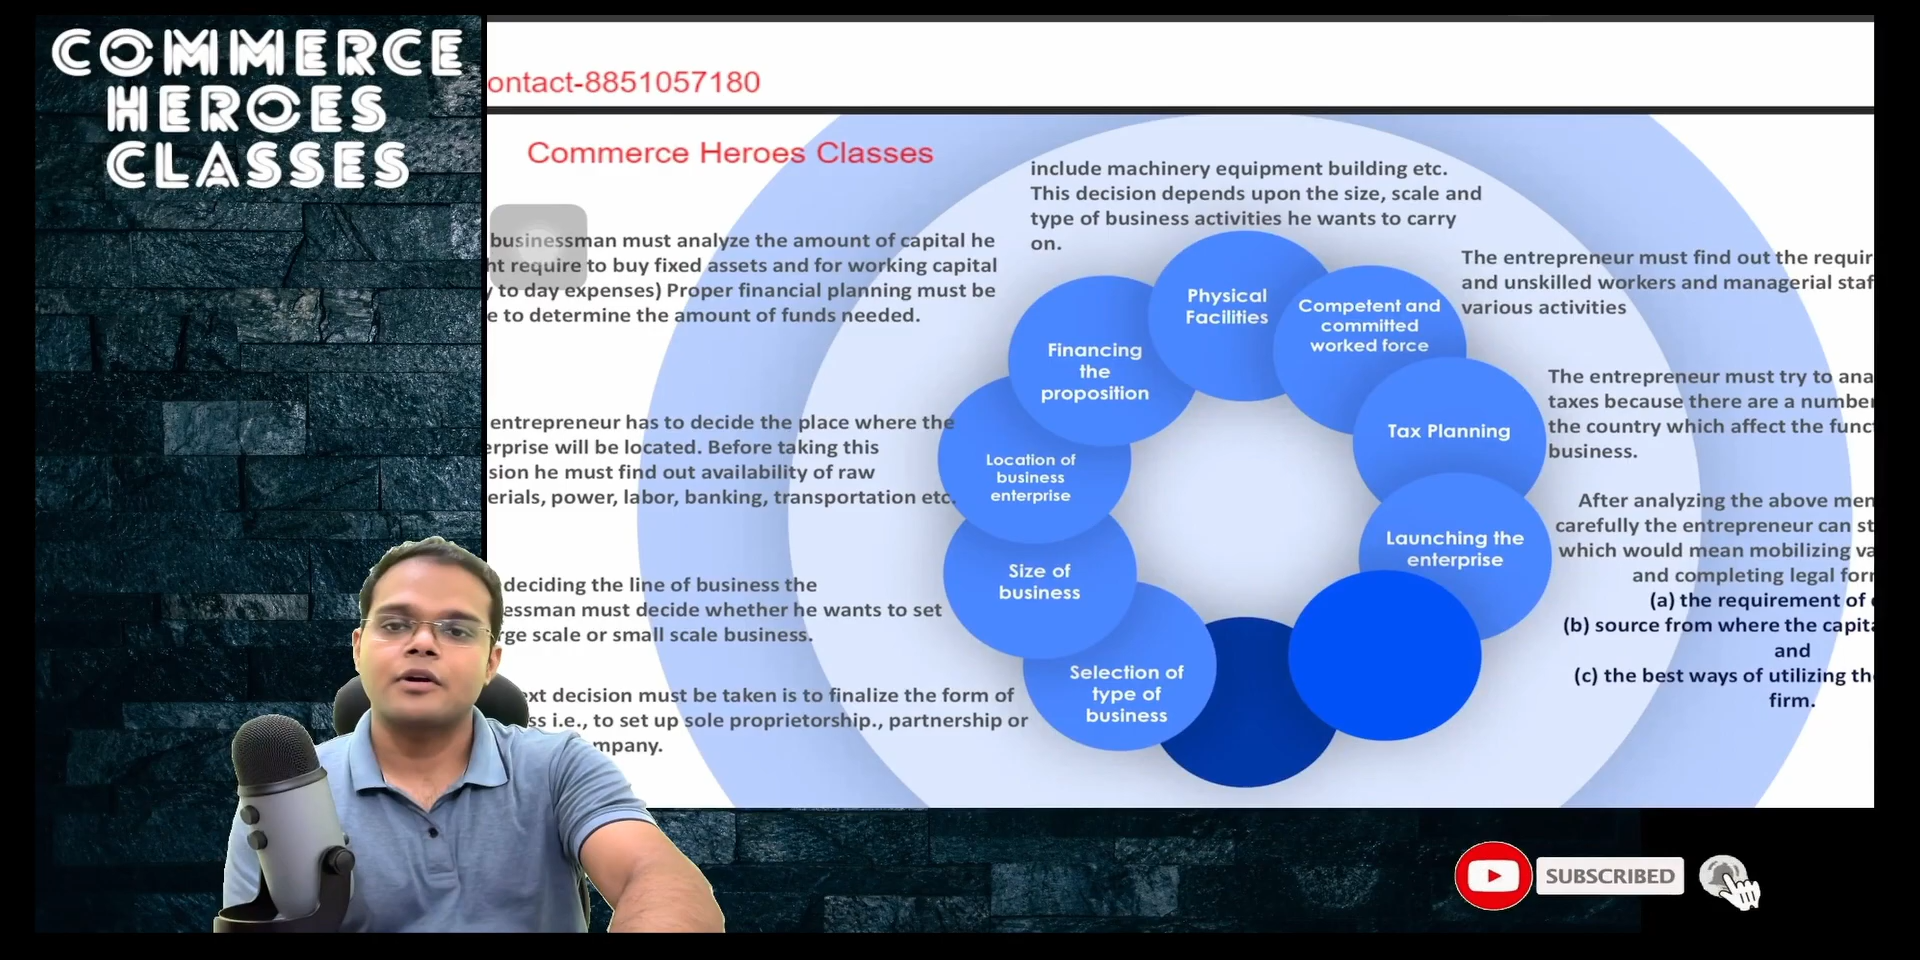 COMMERCE
HEROES
CLASSES
ontact-8851057180
Commerce Heroes Classes
include machinery equipment building etc.
This decision depends upon the size, scale and
type of business activities he wants to carry
on.
businessman must analyze the amount of capital he
require to buy fixed assets and for working capital
to day expenses) Proper financial planning must be
e to determine the amount of funds needed.
entrepreneur has to decide the place where the
erprise will be located. Before taking this
sion he must find out availability of raw
erials, power, labor, banking, transportation etc.
deciding the line of business the
essman must decide whether he wants to set
rge scale or small scale business.
ext decision must be taken is to finalize the form of
ss i.e., to set up sole proprietorship., partnership or
mpany.
Physical
Facilities
Competent and
committed
worked force
Financing
the
proposition
Tax Planning
Location of
business
enterprise
Launching the
enterprise
Size of
business
Selection of
type of
business
The entrepreneur must find out the requir
and unskilled workers and managerial staf
various activities
The entrepreneur must try to ana
taxes because there are a number
the country which affect the func
business.
After analyzing the above men
carefully the entrepreneur can st
which would mean mobilizing va
and completing legal for
(a) the requirement of
(b) source from where the capita
and
(c) the best ways of utilizing th
firm.
SUBSCRIBED